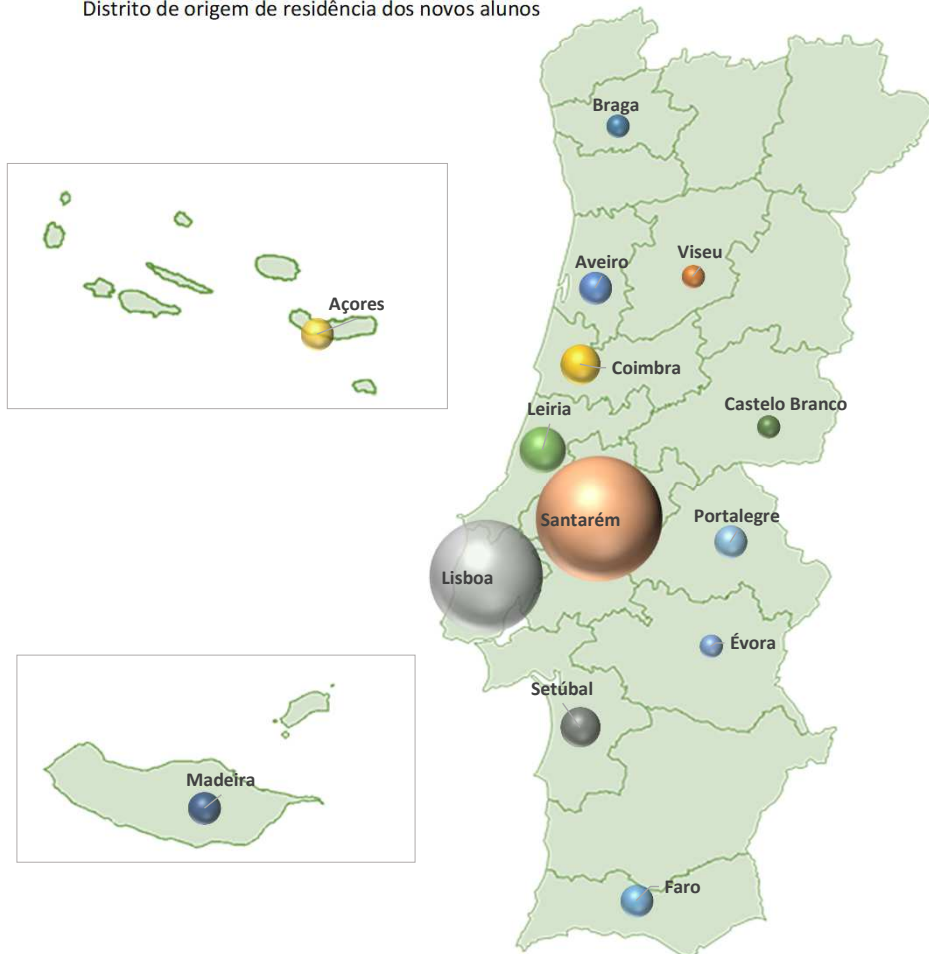 Distrito de origem de residência dos novos alunos
Braga
Viseu
Aveiro
Açores
Coimbra
Castelo Branco
Leiria
Santarém
Portalegre
Lisboa
Évora
Setúbal
Madeira
Faro